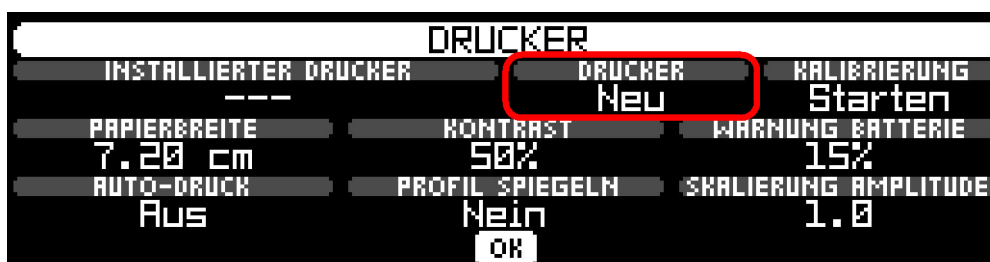 DRUCKER
INSTALLIERTER DRUCKER DRUCKER KALIBRIERUNG
--- Neu Starten
PAPIERBREITE KONTRAST WARNUNG BATTERIE
7.20 cm 50% 15%
AUTO-DRUCK PROFIL SPIEGELN SKALIERUNG AMPLITUDE
Aus Nein 1.0
OK